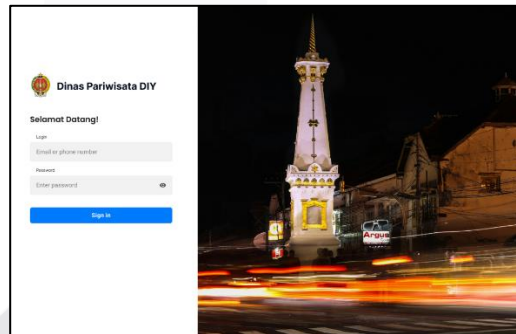 Dinas Pariwisata DIY
Selamat Datang!
Login
Email or phone number
Password
Enter password
Sign in
Argus